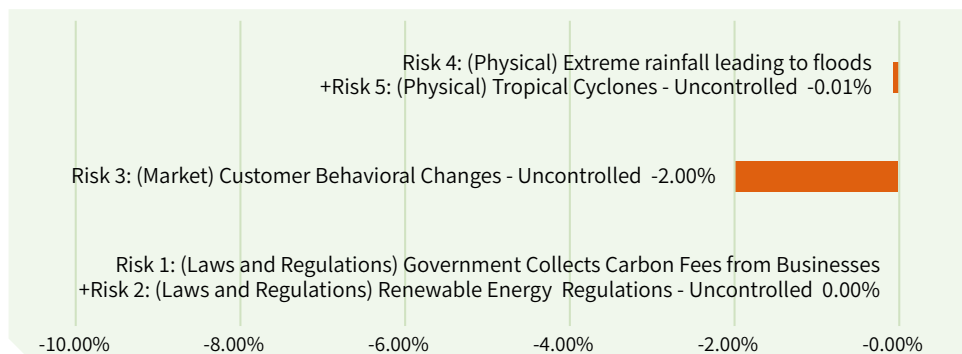 Risk 4: (Physical) Extreme rainfall leading to floods
+Risk 5: (Physical) Tropical Cyclones - Uncontrolled -0.01%
Risk 3: (Market) Customer Behavioral Changes - Uncontrolled -2.00%
Risk 1: (Laws and Regulations) Government Collects Carbon Fees from Businesses
+Risk 2: (Laws and Regulations) Renewable Energy Regulations - Uncontrolled 0.00%
-10.00% -8.00% -6.00% -4.00% -2.00% -0.00%